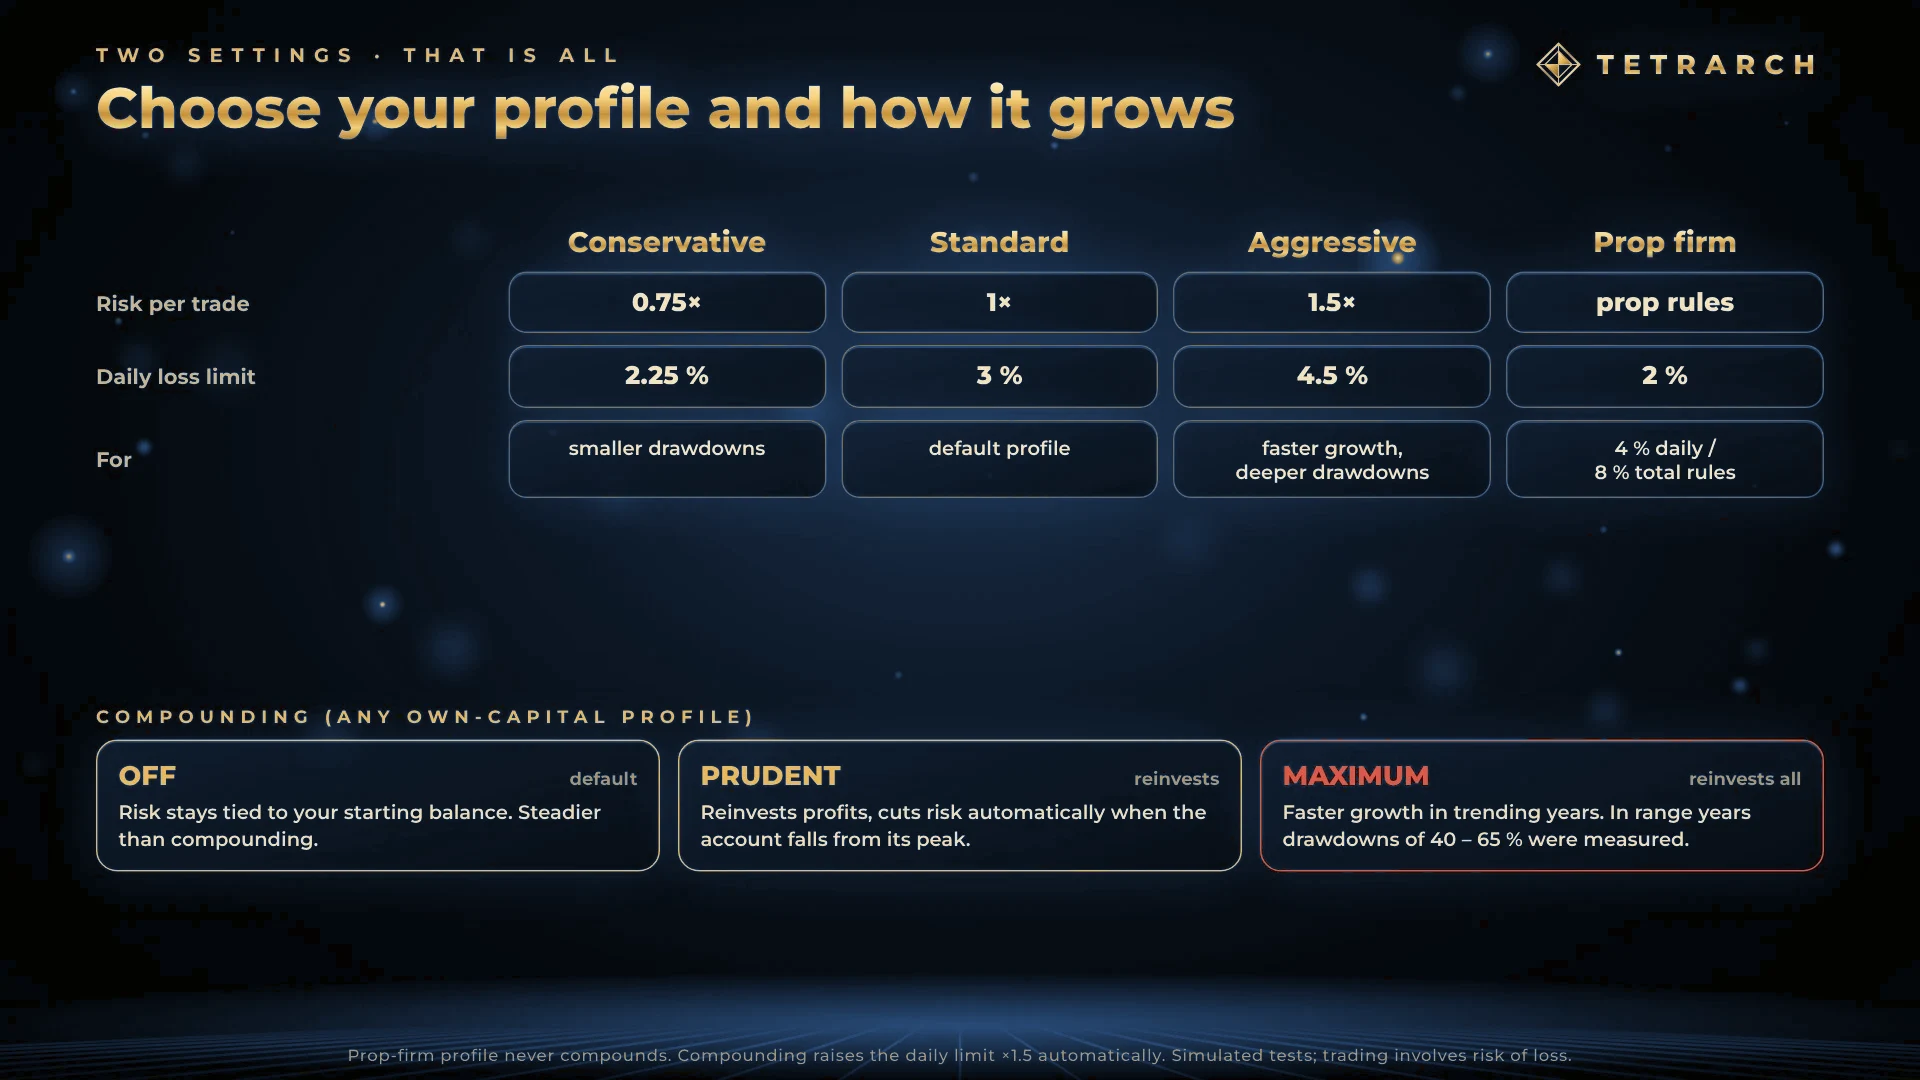 TWO SETTINGS · THAT IS ALL
TETRARCH
Choose your profile and how it grows
Conservative Standard Aggressive Prop firm
Risk per trade 0.75× 1× 1.5× prop rules
Daily loss limit 2.25 % 3 % 4.5 % 2 %
For smaller drawdowns default profile faster growth, 4 % daily /
deeper drawdowns 8 % total rules
COMPOUNDING (ANY OWN-CAPITAL PROFILE)
OFF default
Risk stays tied to your starting balance. Steadier
than compounding.
PRUDENT reinvests
Reinvests profits, cuts risk automatically when the
account falls from its peak.
MAXIMUM reinvests all
Faster growth in trending years. In range years
drawdowns of 40 – 65 % were measured.
Prop-firm profile never compounds. Compounding raises the daily limit ×1.5 automatically. Simulated tests; trading involves risk of loss.